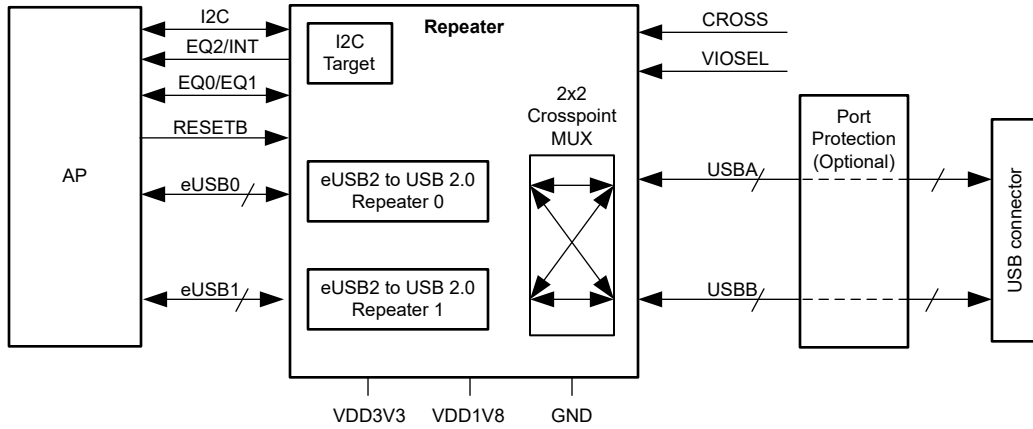 I2C
EQ2/INT
EQ0/EQ1
RESETB
AP
eUSB0
eUSB1
Repeater
I2C
Target
2x2
Crosspoint
MUX
eUSB2 to USB 2.0
Repeater 0
eUSB2 to USB 2.0
Repeater 1
CROSS
VIOSEL
USBA
USBB
Port
Protection
(Optional)
USB connector
VDD3V3
VDD1V8
GND